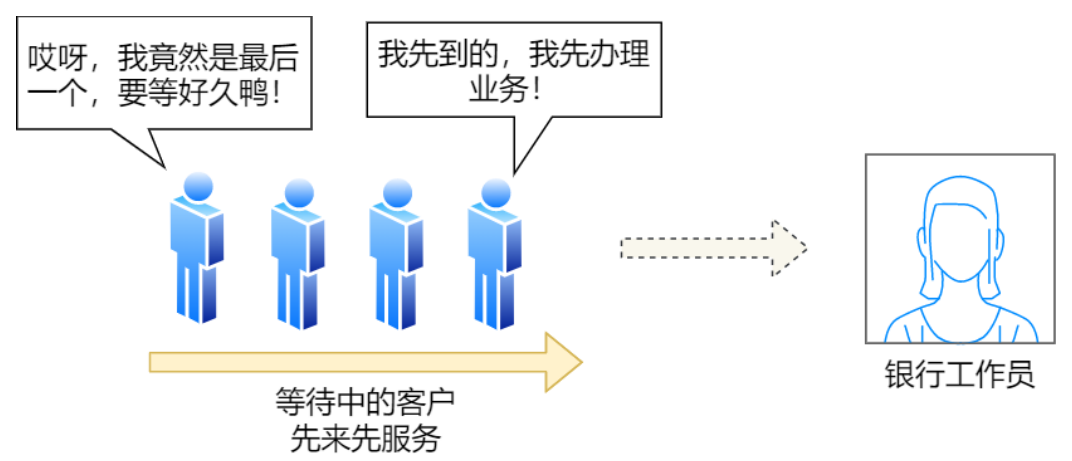 哎呀，我竟然是最后
一个，要等好久鸭！
我先到的，我先办理
业务！
等待中的客户
先来先服务
银行工作员